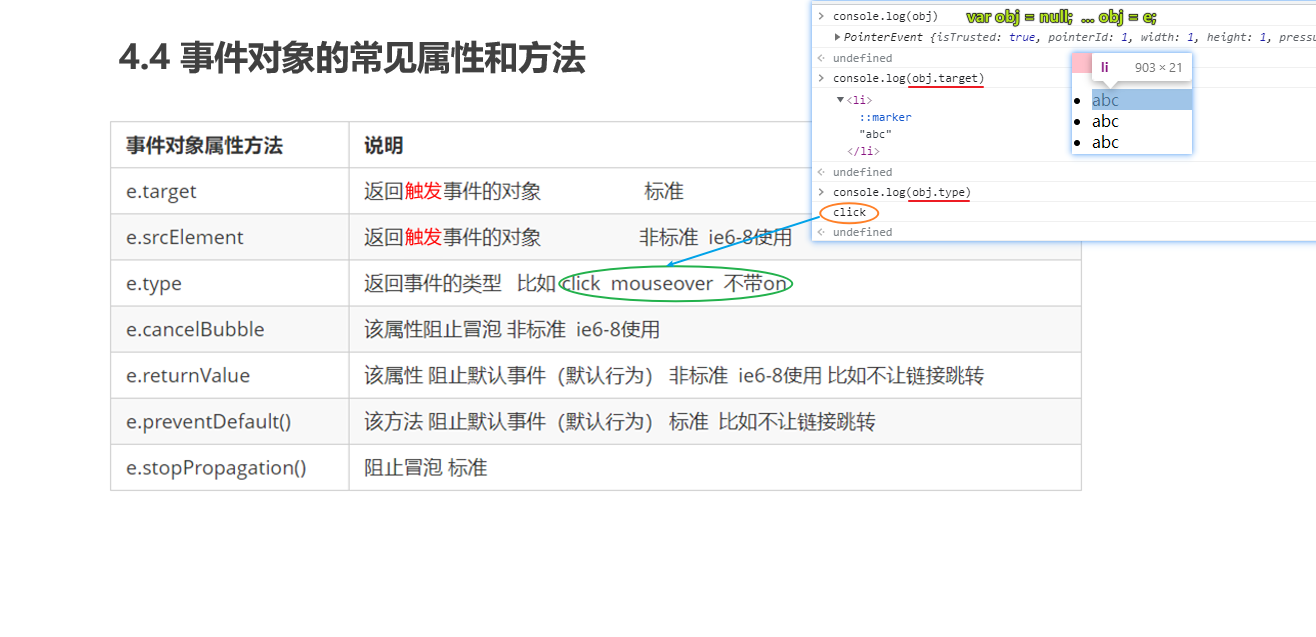 4.4 事件对象的常见属性和方法
事件对象属性方法 说明
e.target 返回触发事件的对象 标准
e.srcElement 返回触发事件的对象 非标准 ie6-8使用
e.type 返回事件的类型 比如 click mouseover 不带on
e.cancelBubble 该属性阻止冒泡 非标准 ie6-8使用
e.returnValue 该属性 阻止默认事件（默认行为） 非标准 ie6-8使用 比如不让链接跳转
e.preventDefault() 该方法 阻止默认事件（默认行为） 标准 比如不让链接跳转
e.stopPropagation() 阻止冒泡 标准
> console.log(obj) var obj = null; ... obj = e;
▶PointerEvent {isTrusted: true, pointerId: 1, width: 1, height: 1, pressu
<· undefined
> console.log(obj.target)
▼<li>
::marker
"abc"
</li>
<· undefined
> console.log(obj.type)
click
<· undefined
li 903 × 21
• abc
• abc
• abc